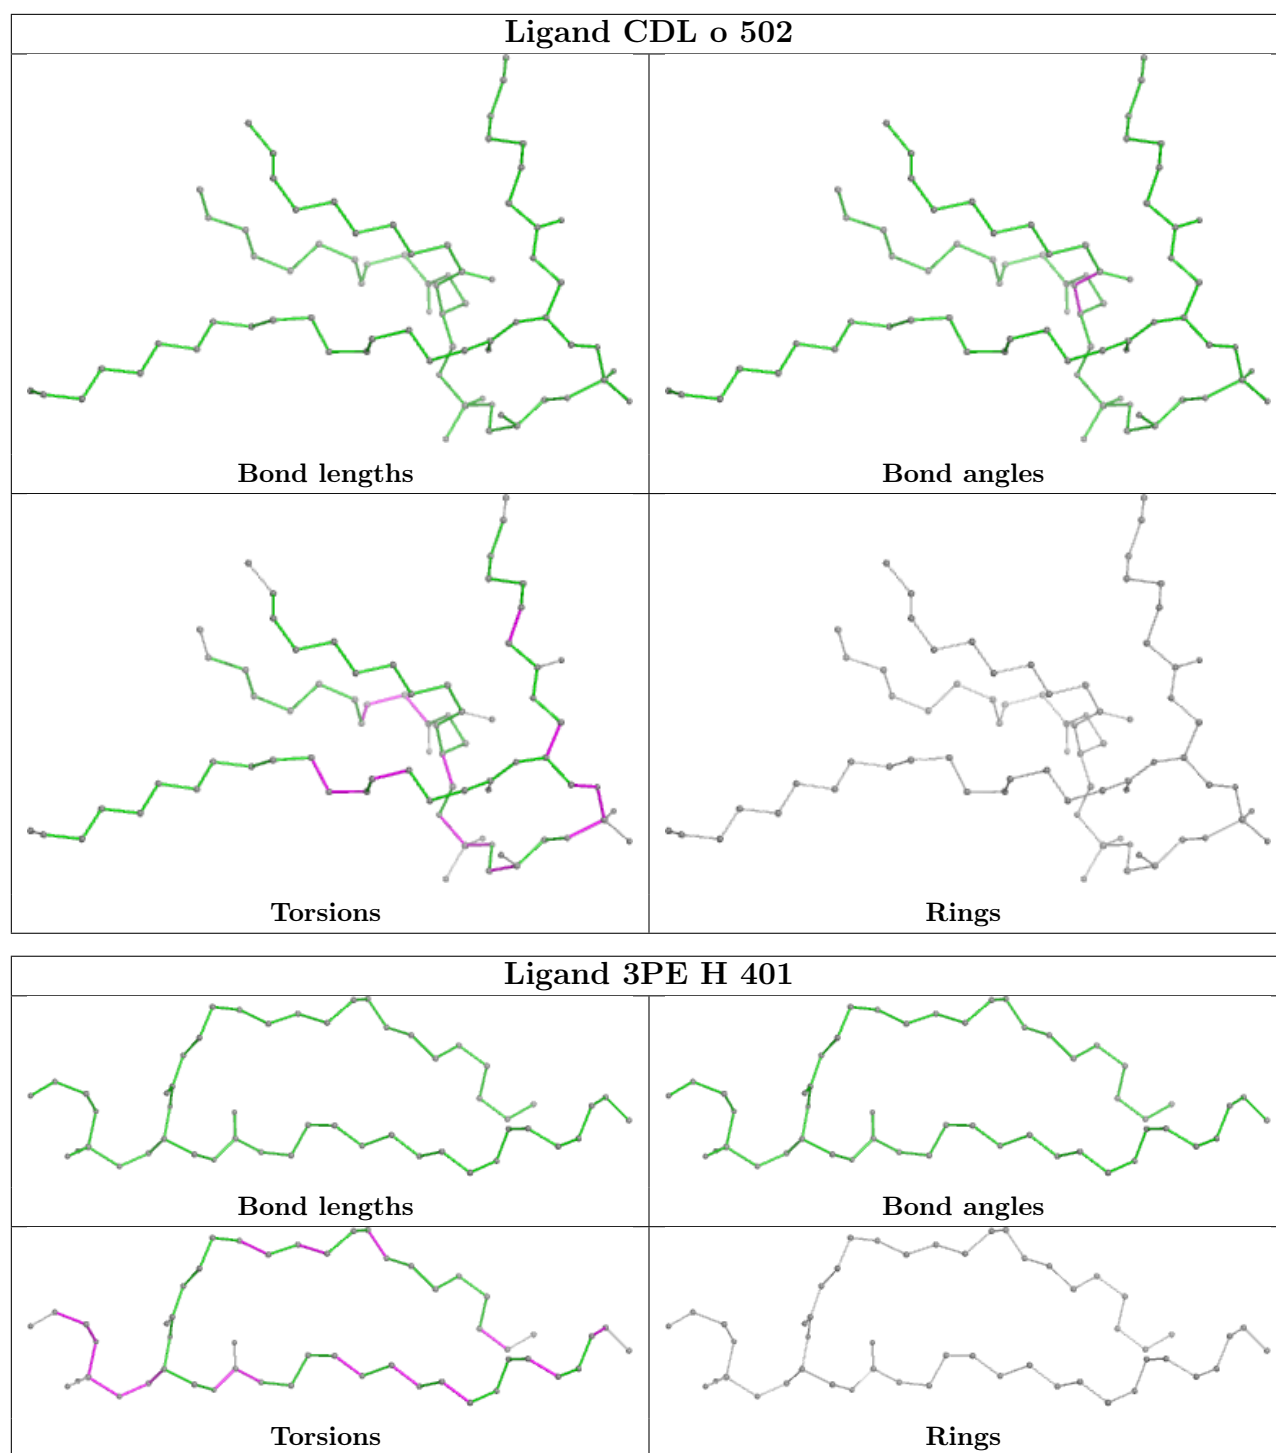 Ligand CDL o 502
Bond lengths
Bond angles
Torsions
Rings
Ligand 3PE H 401
Bond lengths
Bond angles
Torsions
Rings